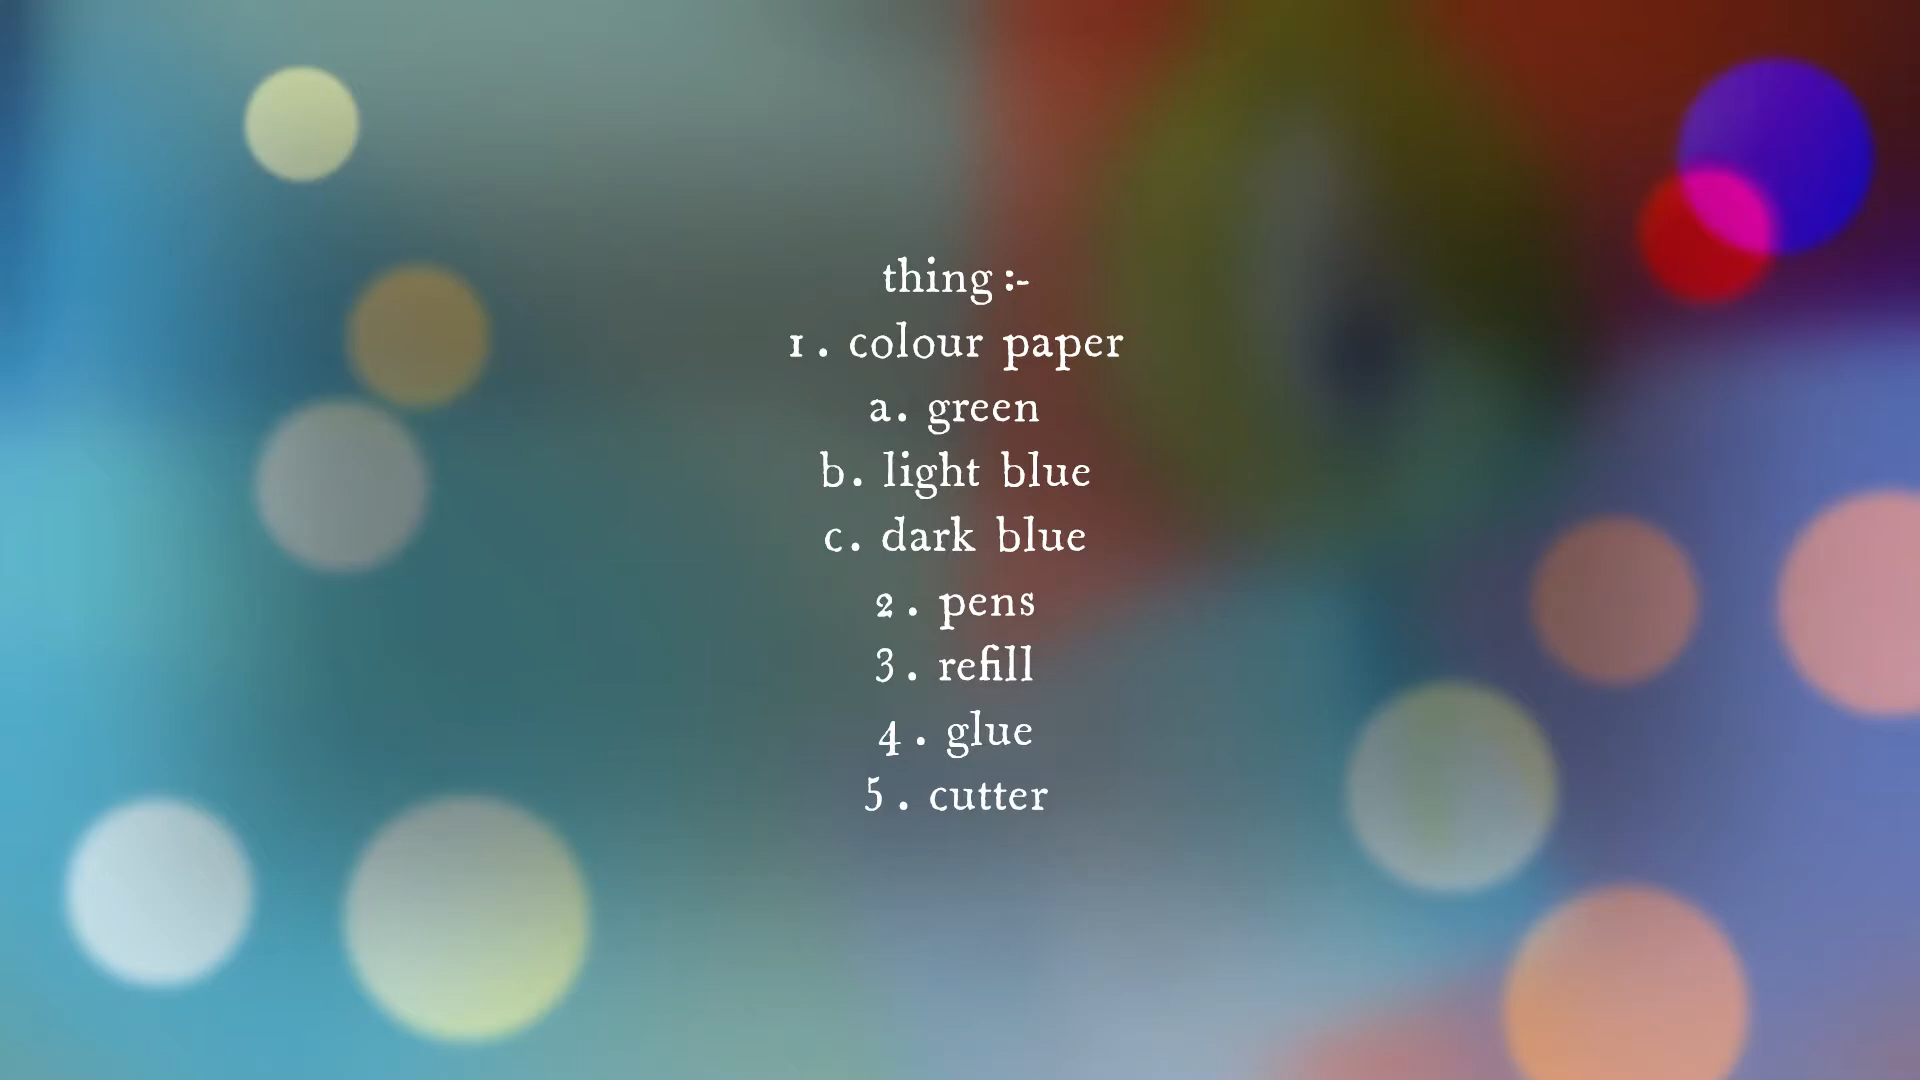 thing :-
1 . colour paper
a. green
b. light blue
c. dark blue
2 . pens
3 . refill
4 . glue
5 . cutter